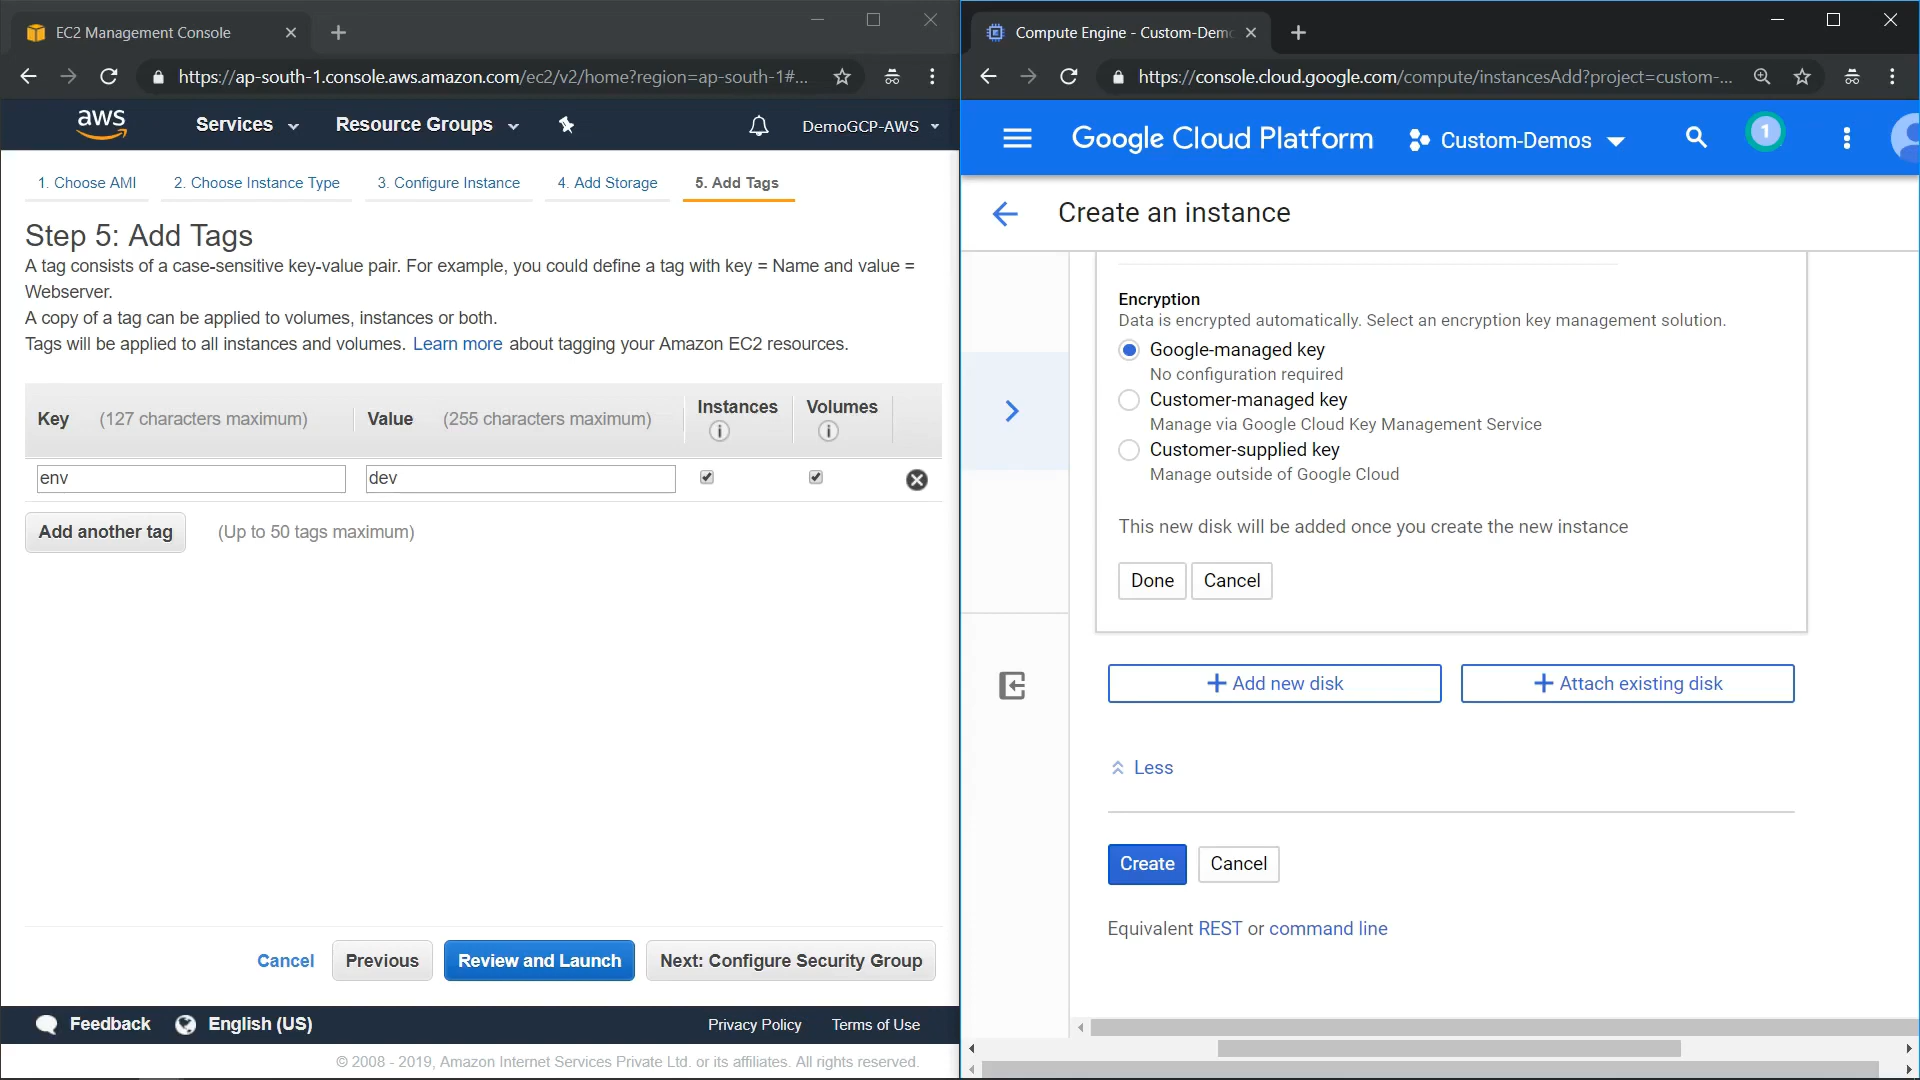 EC2 Management Console
https://ap-south-1.console.aws.amazon.com/ec2/v2/home?region=ap-south-1#...
aws
Services
Resource Groups
DemoGCP-AWS
1. Choose AMI
2. Choose Instance Type
3. Configure Instance
4. Add Storage
5. Add Tags
Step 5: Add Tags
A tag consists of a case-sensitive key-value pair. For example, you could define a tag with key = Name and value =
Webserver.
A copy of a tag can be applied to volumes, instances or both.
Tags will be applied to all instances and volumes. Learn more about tagging your Amazon EC2 resources.
Key (127 characters maximum)
Value (255 characters maximum)
Instances
Volumes
env
dev
Add another tag
(Up to 50 tags maximum)
Cancel
Previous
Review and Launch
Next: Configure Security Group
Feedback
English (US)
Privacy Policy
Terms of Use
© 2008 - 2019, Amazon Internet Services Private Ltd. or its affiliates. All rights reserved.
Compute Engine - Custom-Demo
https://console.cloud.google.com/compute/instancesAdd?project=custom-...
Google Cloud Platform
Custom-Demos
1
Create an instance
Encryption
Data is encrypted automatically. Select an encryption key management solution.
Google-managed key
No configuration required
Customer-managed key
Manage via Google Cloud Key Management Service
Customer-supplied key
Manage outside of Google Cloud
This new disk will be added once you create the new instance
Done
Cancel
Add new disk
Attach existing disk
Less
Create
Cancel
Equivalent REST or command line